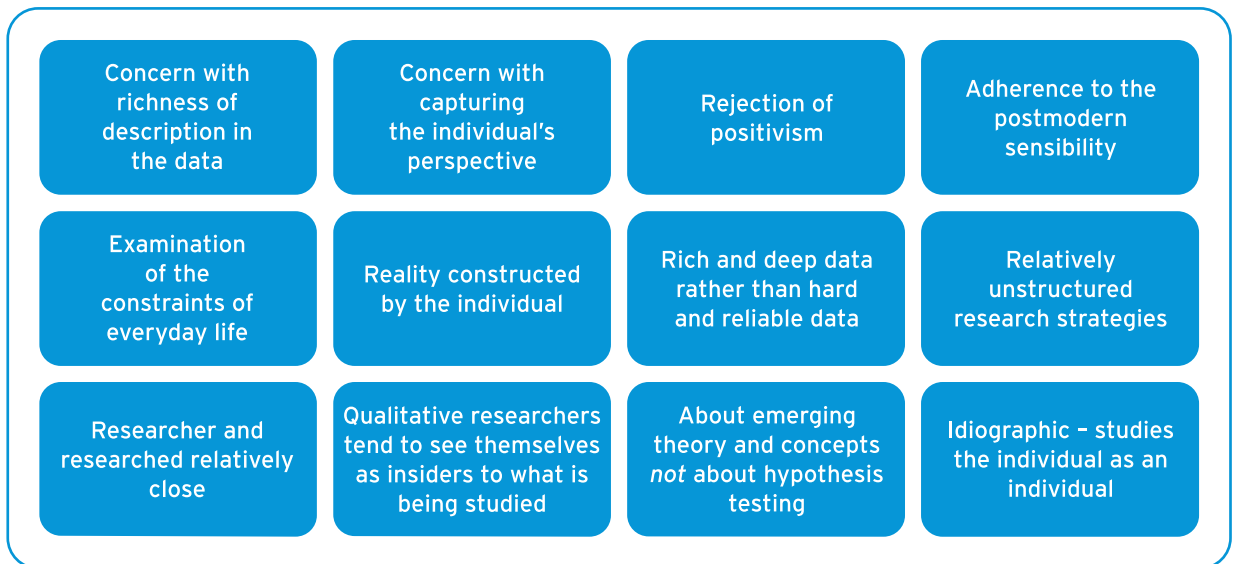 Concern with
richness of
description in
the data
Concern with
capturing
the individual's
perspective
Rejection of
positivism
Adherence to the
postmodern
sensibility
Examination
of the
constraints of
everyday life
Reality constructed
by the individual
Rich and deep data
rather than hard
and reliable data
Relatively
unstructured
research strategies
Researcher and
researched relatively
close
Qualitative researchers
tend to see themselves
as insiders to what is
being studied
About emerging
theory and concepts
not about hypothesis
testing
Idiographic – studies
the individual as an
individual